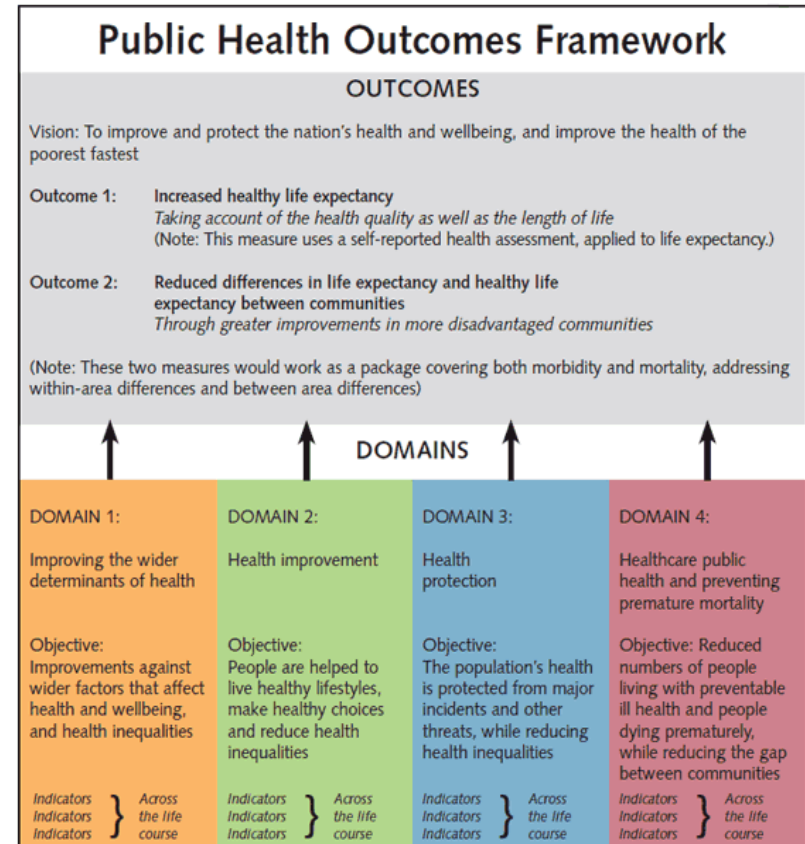 Public Health Outcomes Framework
OUTCOMES
Vision: To improve and protect the nation's health and wellbeing, and improve the health of the
poorest fastest
Outcome 1: Increased healthy life expectancy
Taking account of the health quality as well as the length of life
(Note: This measure uses a self-reported health assessment, applied to life expectancy.)
Outcome 2: Reduced differences in life expectancy and healthy life
expectancy between communities
Through greater improvements in more disadvantaged communities
(Note: These two measures would work as a package covering both morbidity and mortality, addressing
within-area differences and between area differences)
DOMAINS
DOMAIN 1:
Improving the wider
determinants of health
Objective:
Improvements against
wider factors that affect
health and wellbeing,
and health inequalities
Indicators } Across
Indicators } the life
Indicators } course
DOMAIN 2:
Health improvement
Objective:
People are helped to
live healthy lifestyles,
make healthy choices
and reduce health
inequalities
Indicators } Across
Indicators } the life
Indicators } course
DOMAIN 3:
Health
protection
Objective:
The population's health
is protected from major
incidents and other
threats, while reducing
health inequalities
Indicators } Across
Indicators } the life
Indicators } course
DOMAIN 4:
Healthcare public
health and preventing
premature mortality
Objective: Reduced
numbers of people
living with preventable
ill health and people
dying prematurely,
while reducing the gap
between communities
Indicators } Across
Indicators } the life
Indicators } course